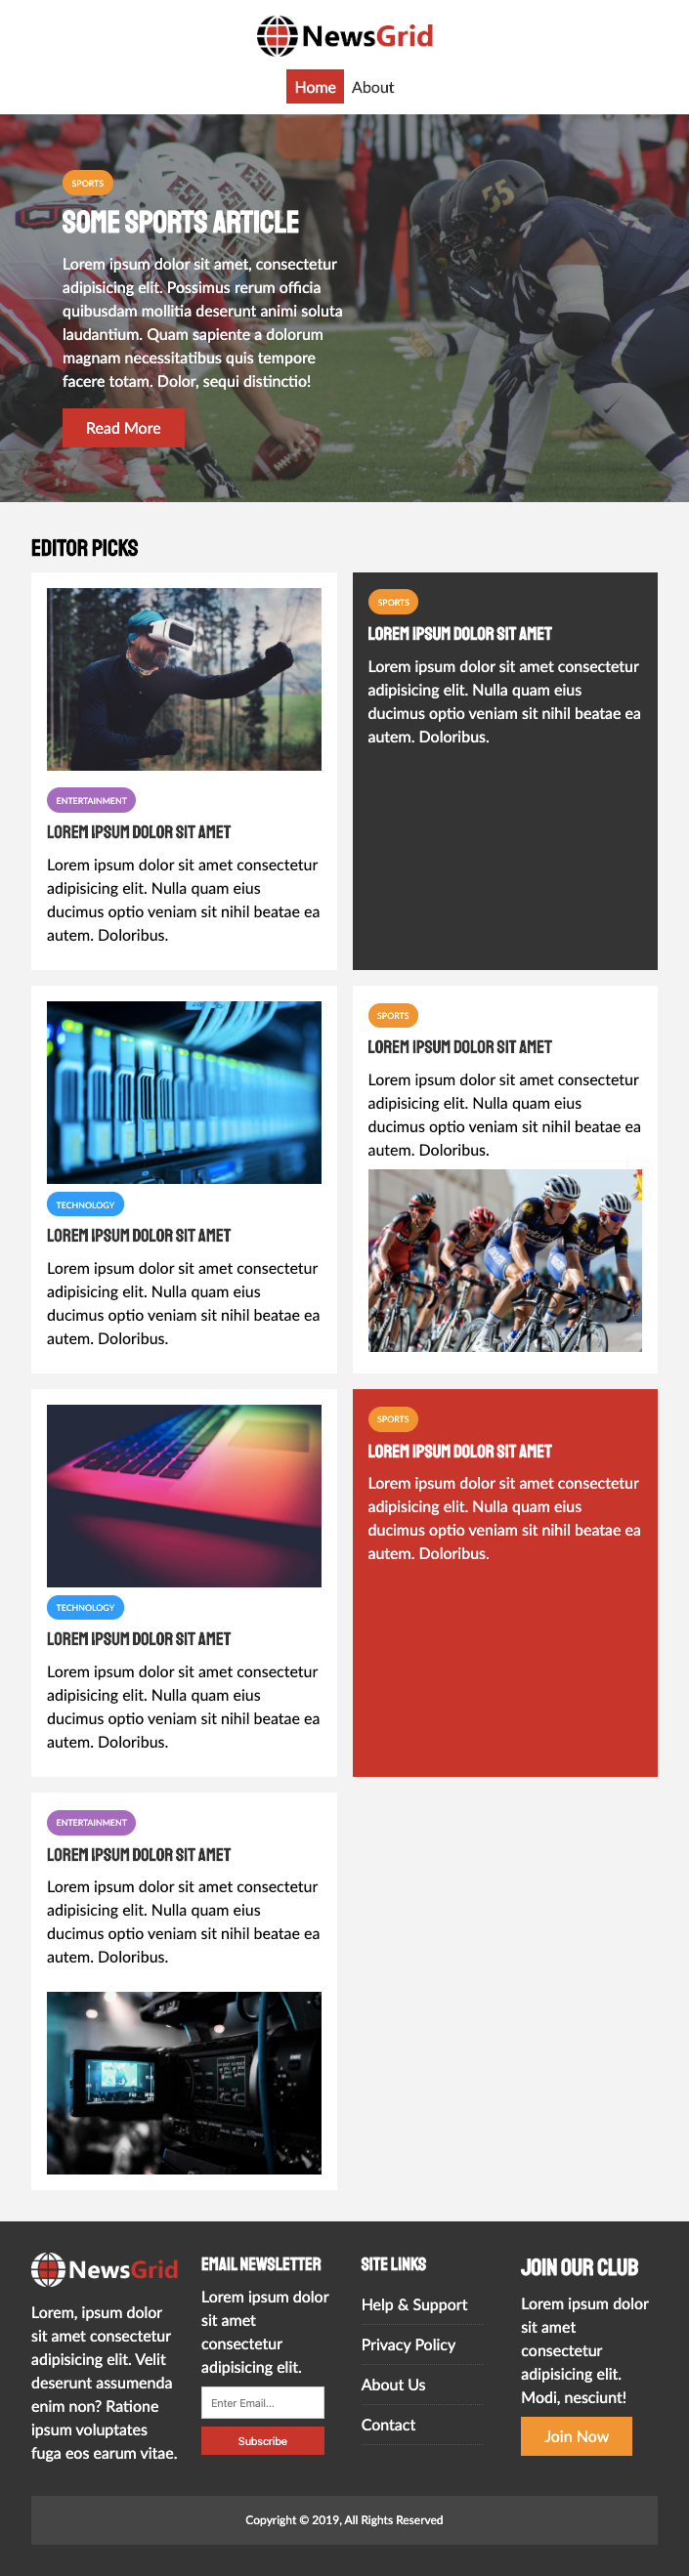 NewsGrid
Home About
SPORTS
SOME SPORTS ARTICLE
Lorem ipsum dolor sit amet, consectetur
adipisicing elit. Possimus rerum officia
quibusdam mollitia deserunt animi soluta
laudantium. Quam sapiente a dolorum
magnam necessitatibus quis tempore
facere totam. Dolor, sequi distinctio!
Read More
55
EDITOR PICKS
ENTERTAINMENT
LOREM IPSUM DOLOR SIT AMET
Lorem ipsum dolor sit amet consectetur
adipisicing elit. Nulla quam eius
ducimus optio veniam sit nihil beatae ea
autem. Doloribus.
SPORTS
LOREM IPSUM DOLOR SIT AMET
Lorem ipsum dolor sit amet consectetur
adipisicing elit. Nulla quam eius
ducimus optio veniam sit nihil beatae ea
autem. Doloribus.
TECHNOLOGY
LOREM IPSUM DOLOR SIT AMET
Lorem ipsum dolor sit amet consectetur
adipisicing elit. Nulla quam eius
ducimus optio veniam sit nihil beatae ea
autem. Doloribus.
SPORTS
LOREM IPSUM DOLOR SIT AMET
Lorem ipsum dolor sit amet consectetur
adipisicing elit. Nulla quam eius
ducimus optio veniam sit nihil beatae ea
autem. Doloribus.
TECHNOLOGY
LOREM IPSUM DOLOR SIT AMET
Lorem ipsum dolor sit amet consectetur
adipisicing elit. Nulla quam eius
ducimus optio veniam sit nihil beatae ea
autem. Doloribus.
SPORTS
LOREM IPSUM DOLOR SIT AMET
Lorem ipsum dolor sit amet consectetur
adipisicing elit. Nulla quam eius
ducimus optio veniam sit nihil beatae ea
autem. Doloribus.
ENTERTAINMENT
LOREM IPSUM DOLOR SIT AMET
Lorem ipsum dolor sit amet consectetur
adipisicing elit. Nulla quam eius
ducimus optio veniam sit nihil beatae ea
autem. Doloribus.
NewsGrid
Lorem, ipsum dolor
sit amet consectetur
adipisicing elit. Velit
deserunt assumenda
enim non? Ratione
ipsum voluptates
fuga eos earum vitae.
EMAIL NEWSLETTER
Lorem ipsum dolor
sit amet
consectetur
adipisicing elit.
Enter Email...
Subscribe
SITE LINKS
Help & Support
Privacy Policy
About Us
Contact
JOIN OUR CLUB
Lorem ipsum dolor
sit amet
consectetur
adipisicing elit.
Modi, nesciunt!
Join Now
Copyright © 2019, All Rights Reserved